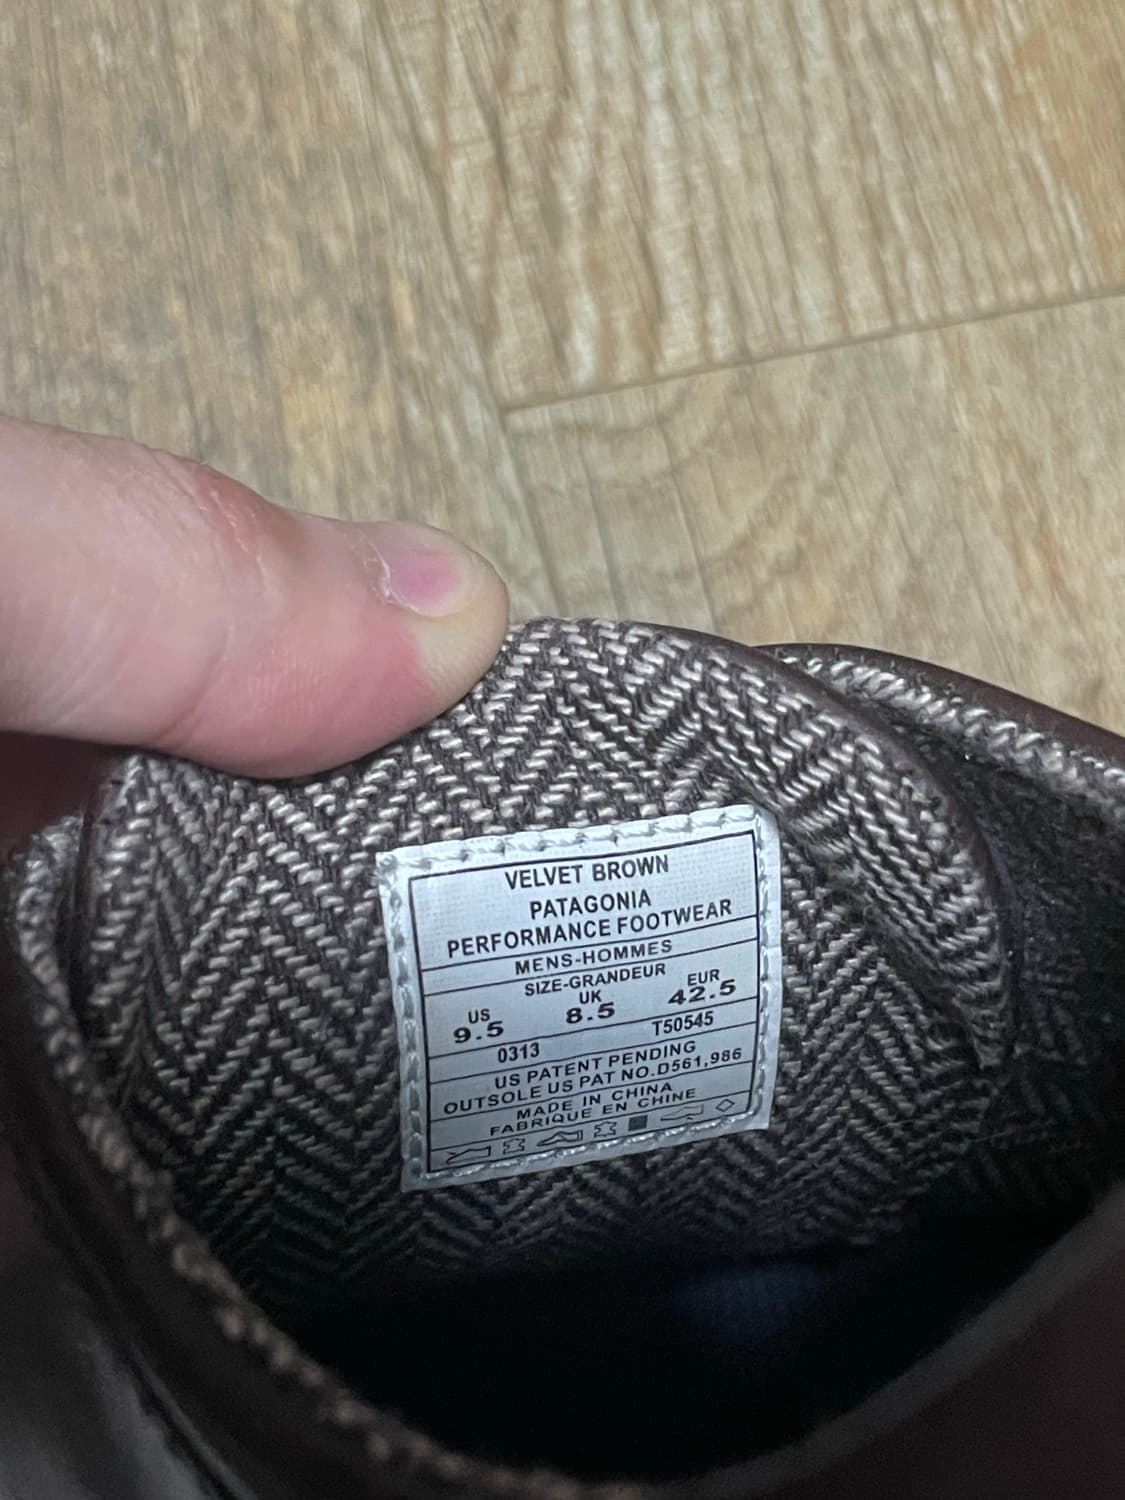 VELVET BROWN
PATAGONIA
PERFORMANCE FOOTWEAR
MENS-HOMMES
SIZE-GRANDEUR
US UK EUR
9.5 8.5 42.5
0313 T50545
US PATENT PENDING
OUTSOLE US PAT NO.D561,986
MADE IN CHINA
FABRIQUE EN CHINE